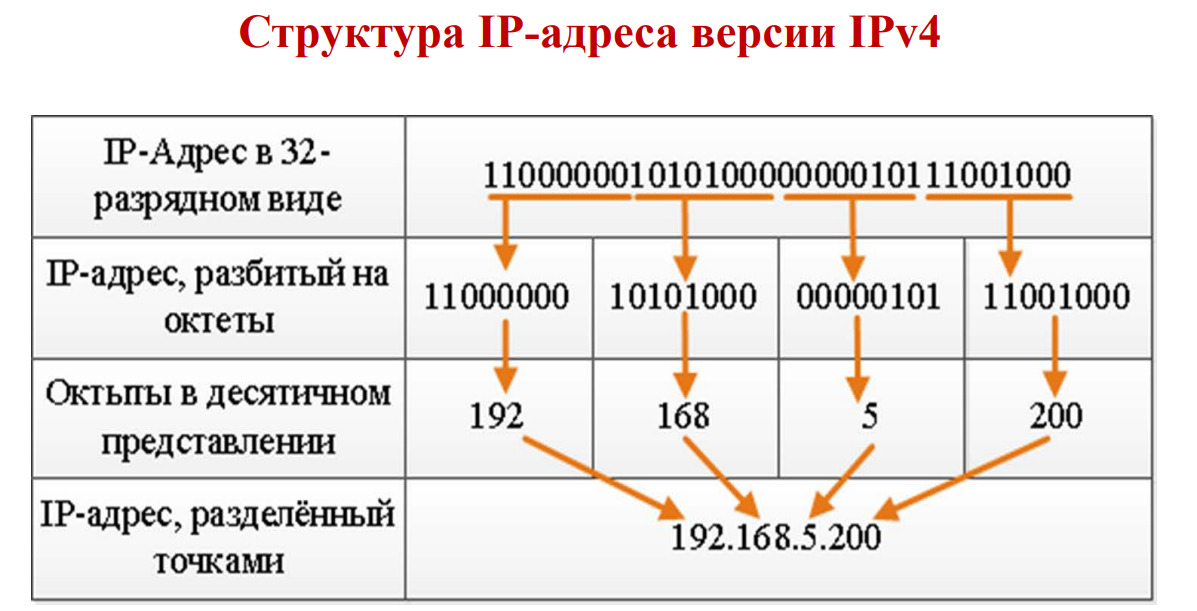 Структура IP-адреса версии IPv4
IP-Адрес в 32-
разрядном виде
11000000101010000000010111001000
IP-адрес, разбитый на
октеты
11000000
10101000
00000101
11001000
Октыпы в десятичном
представлении
192
168
5
200
IP-адрес, разделённый
точками
192.168.5.200